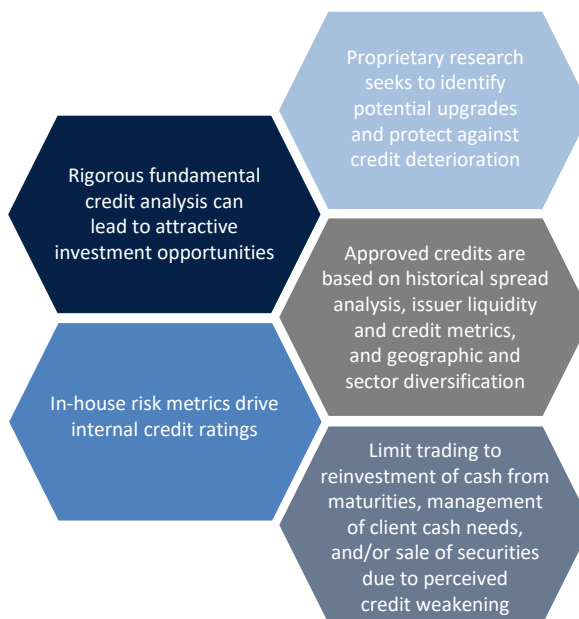 Proprietary research
seeks to identify
potential upgrades
and protect against
credit deterioration
Rigorous fundamental
credit analysis can
lead to attractive
investment opportunities
Approved credits are
based on historical spread
analysis, issuer liquidity
and credit metrics,
and geographic and
sector diversification
In-house risk metrics drive
internal credit ratings
Limit trading to
reinvestment of cash from
maturities, management
of client cash needs,
and/or sale of securities
due to perceived
credit weakening